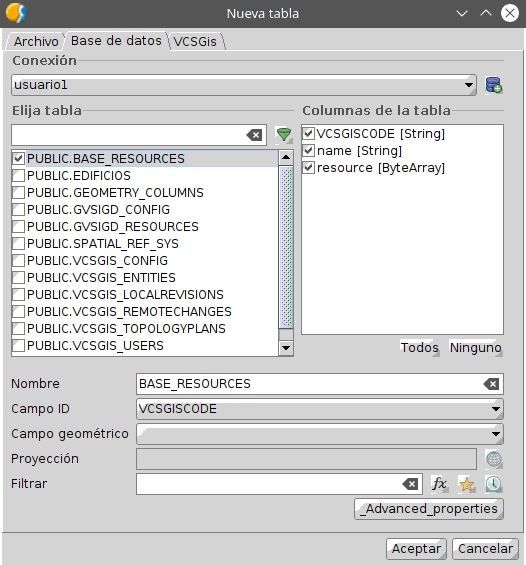 Nueva tabla
Archivo Base de datos VCSGis
Conexión
usuario1
Elija tabla
PUBLIC.BASE_RESOURCES
PUBLIC.EDIFICIOS
PUBLIC.GEOMETRY_COLUMNS
PUBLIC.GVSIGD_CONFIG
PUBLIC.GVSIGD_RESOURCES
PUBLIC.SPATIAL_REF_SYS
PUBLIC.VCSGIS_CONFIG
PUBLIC.VCSGIS_ENTITIES
PUBLIC.VCSGIS_LOCALREVISIONS
PUBLIC.VCSGIS_REMOTECHANGES
PUBLIC.VCSGIS_TOPOLOGYPLANS
PUBLIC.VCSGIS_USERS
Columnas de la tabla
VCSGISCODE [String]
name [String]
resource [ByteArray]
Todos Ninguno
Nombre BASE_RESOURCES
Campo ID VCSGISCODE
Campo geométrico
Proyección
Filtrar fx
_Advanced_properties
Aceptar Cancelar